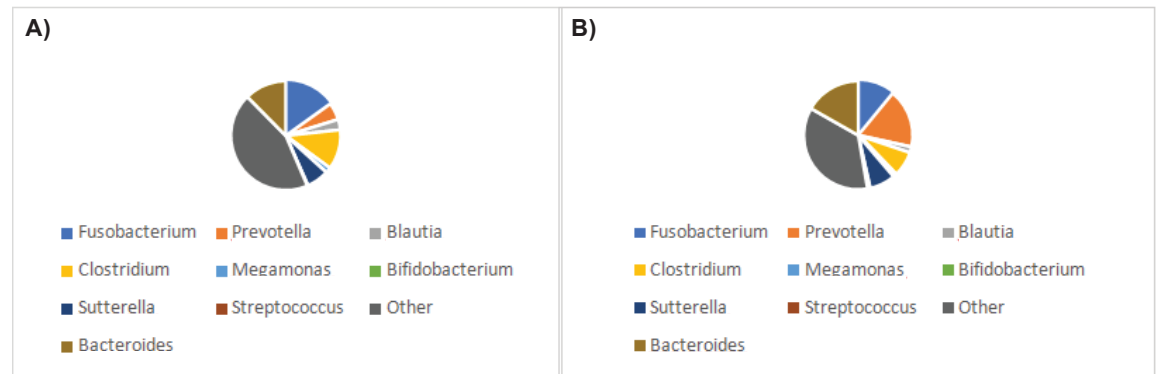 A)
Fusobacterium Prevotella Blautia
Clostridium Megamonas Bifidobacterium
Sutterella Streptococcus Other
Bacteroides
B)
Fusobacterium Prevotella Blautia
Clostridium Megamonas Bifidobacterium
Sutterella Streptococcus Other
Bacteroides